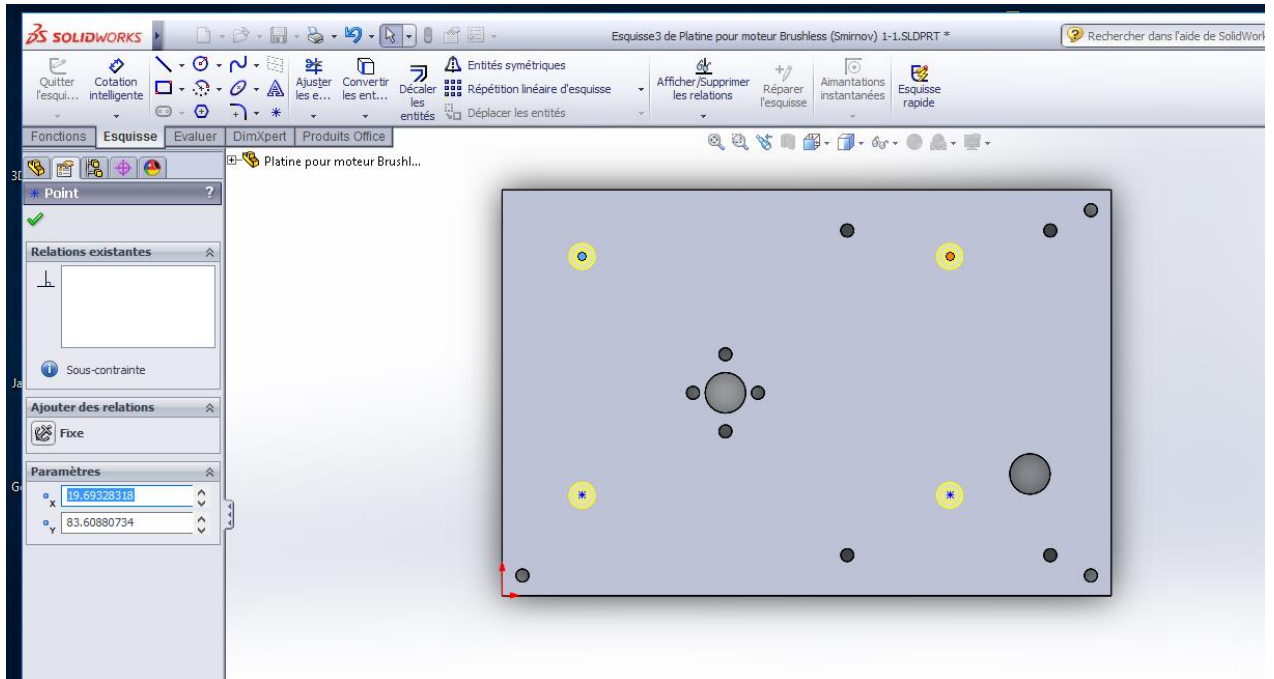 SOLIDWORKS
Esquisse3 de Platine pour moteur Brushless (Smirnov) 1-1.SLDPRT *
Rechercher dans l'aide de SolidWork
Quitter l'esqui...
Cotation intelligente
Ajuster les e...
Convertir les ent...
Décaler les entités
Entités symétriques
Répétition linéaire d'esquisse
Déplacer les entités
Afficher/Supprimer les relations
Réparer l'esquisse
Aimantations instantanées
Esquisse rapide
Fonctions Esquisse Evaluer DimXpert Produits Office
Platine pour moteur Brushl...
3D
Point ?
Relations existantes
Sous-contrainte
Ja
Ajouter des relations
Fixe
Paramètres
G
X 19.69328318
Y 83.60880734